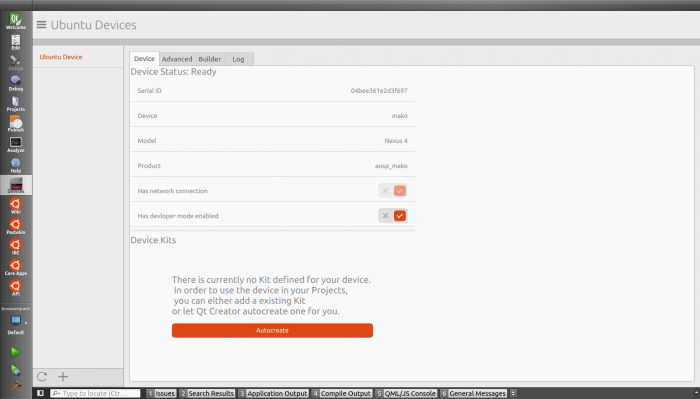 Ubuntu Devices
Qt
Welcome
Edit
Design
Debug
Projects
Publish
Analyze
Help
Devices
Wiki
Pastebin
IRC
Core Apps
API
Default
Ubuntu Device
Device
Advanced
Builder
Log
Device Status: Ready
Serial ID 04bee361e2d3f697
Device mako
Model Nexus 4
Product aosp_mako
Has network connection
Has devloper mode enabled
Device Kits
There is currently no Kit defined for your device.
In order to use the device in your Projects,
you can either add a existing Kit
or let Qt Creator autocreate one for you.
Autocreate
Type to locate (Ctr...
1 Issues
2 Search Results
3 Application Output
4 Compile Output
5 QML/JS Console
6 General Messages